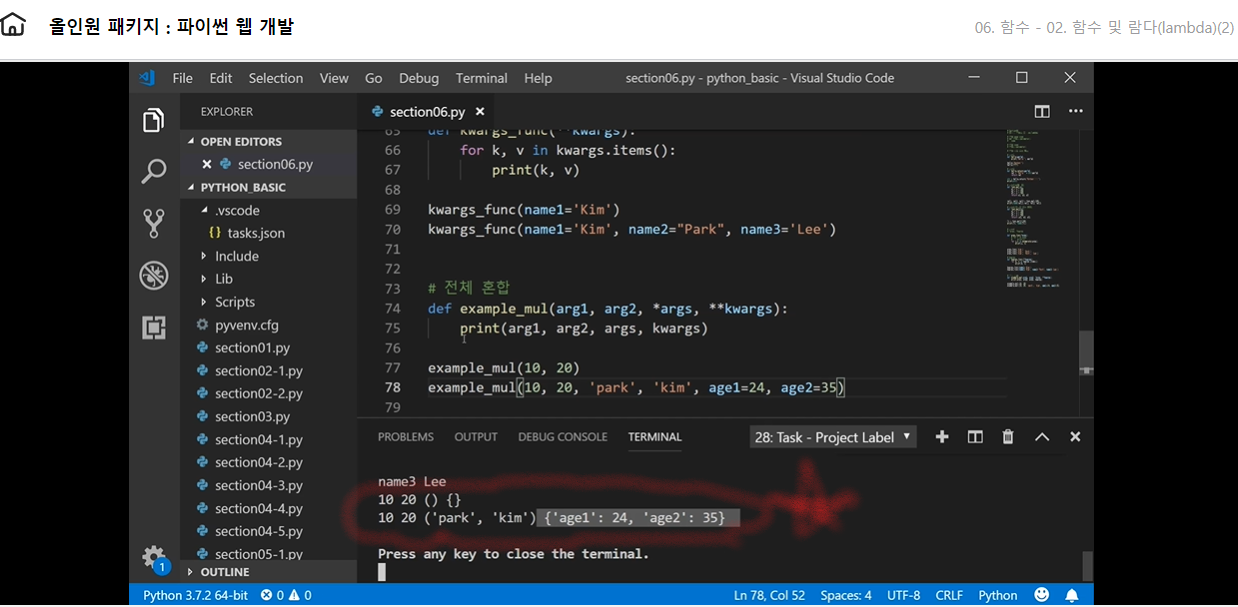 올인원 패키지 : 파이썬 웹 개발
06. 함수 - 02. 함수 및 람다(lambda)(2)
File Edit Selection View Go Debug Terminal Help
section06.py - python_basic - Visual Studio Code
EXPLORER
OPEN EDITORS
section06.py
PYTHON_BASIC
.vscode
{} tasks.json
Include
Lib
Scripts
pyvenv.cfg
section01.py
section02-1.py
section02-2.py
section03.py
section04-1.py
section04-2.py
section04-3.py
section04-4.py
section04-5.py
section05-1.py
OUTLINE
1
section06.py
65 def kwargs_func(**kwargs):
66 for k, v in kwargs.items():
67 print(k, v)
68
69 kwargs_func(name1='Kim')
70 kwargs_func(name1='Kim', name2="Park", name3='Lee')
71
72
73 # 전체 혼합
74 def example_mul(arg1, arg2, *args, **kwargs):
75 print(arg1, arg2, args, kwargs)
76
77 example_mul(10, 20)
78 example_mul(10, 20, 'park', 'kim', age1=24, age2=35)
79
PROBLEMS OUTPUT DEBUG CONSOLE TERMINAL
28: Task - Project Label
name3 Lee
10 20 () {}
10 20 ('park', 'kim') {'age1': 24, 'age2': 35}
Press any key to close the terminal.
Python 3.7.2 64-bit 0 0
Ln 78, Col 52 Spaces: 4 UTF-8 CRLF Python